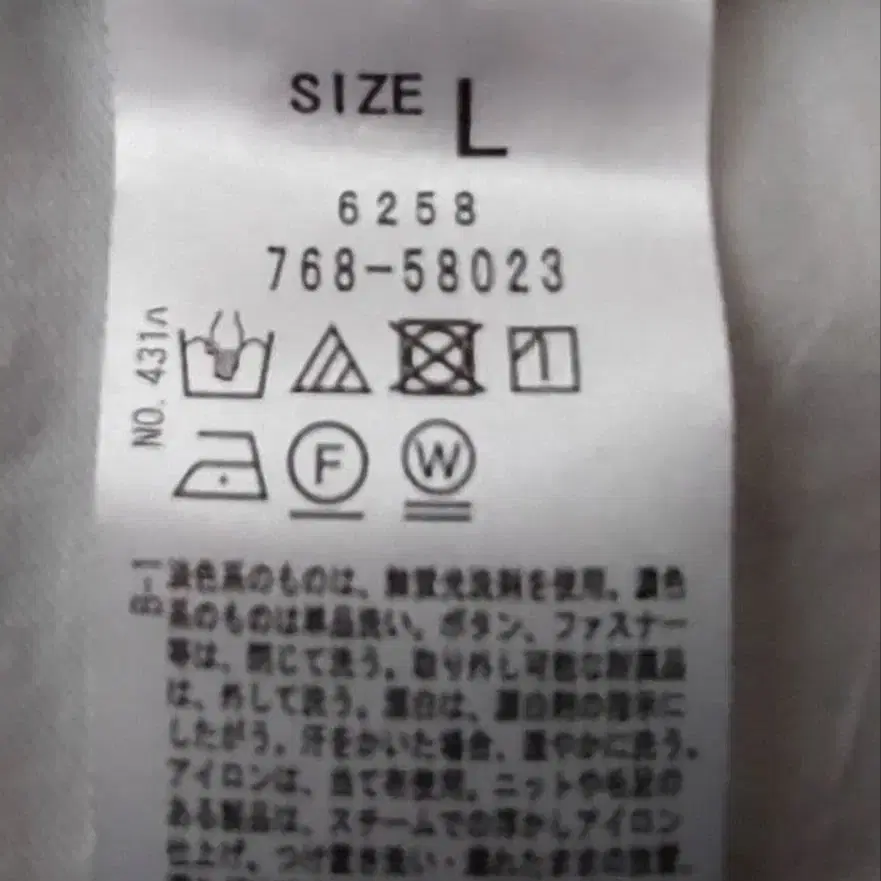 SIZE L
6258
768-58023
NO. 431
F
W
B-1
淡色系のものは、無蛍光洗剤を使用。濃色
系のものは単品洗い。ボタン、ファスナー
等は、閉じて洗う。取り外し可能な附属品
は、外して洗う。漂白は、漂白剤の指示に
したがう。汗をかいた場合、速やかに洗う。
アイロンは、当て布使用。ニットや毛足の
ある製品は、スチームでの浮かしアイロン
仕上げ。つけ置き洗い・濡れたままの放置